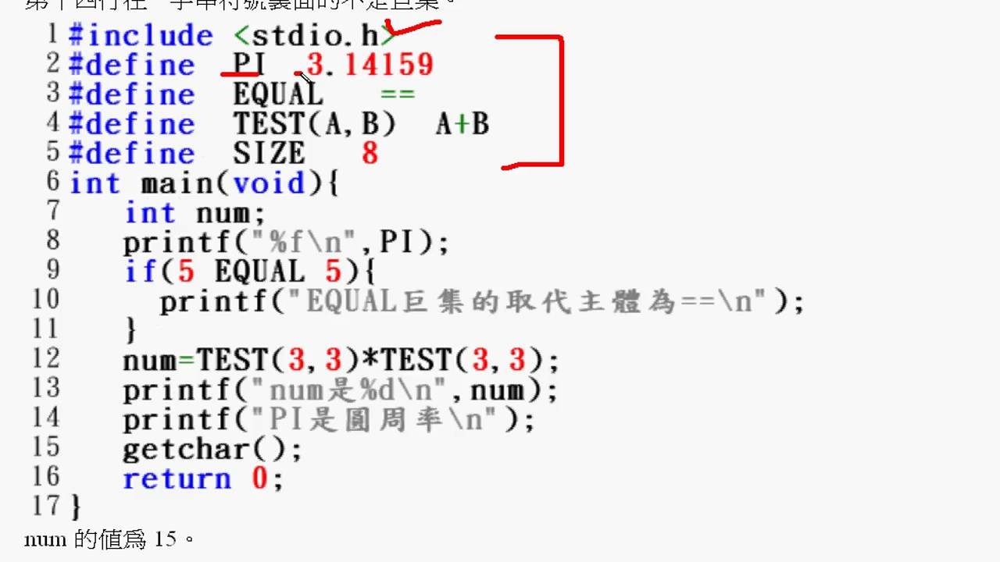 第十四行在 字串符號裏面的不是巨集。
1 #include <stdio.h>
2 #define  PI  3.14159
3 #define  EQUAL   ==
4 #define  TEST(A,B)  A+B
5 #define  SIZE   8
6 int main(void){
7    int num;
8    printf("%f\n",PI);
9    if(5 EQUAL 5){
10     printf("EQUAL巨集的取代主體為==\n");
11   }
12   num=TEST(3,3)*TEST(3,3);
13   printf("num是%d\n",num);
14   printf("PI是圓周率\n");
15   getchar();
16   return 0;
17 }
num 的值為 15。